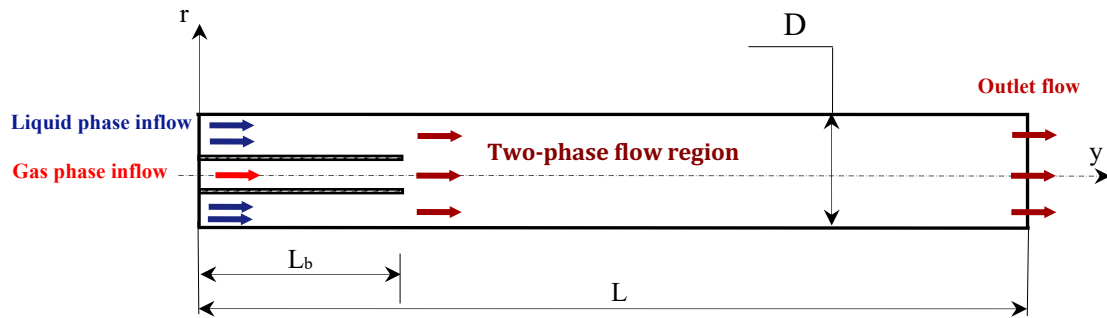 r
D
Outlet flow
Liquid phase inflow
Two-phase flow region
y
Gas phase inflow
Lb
L